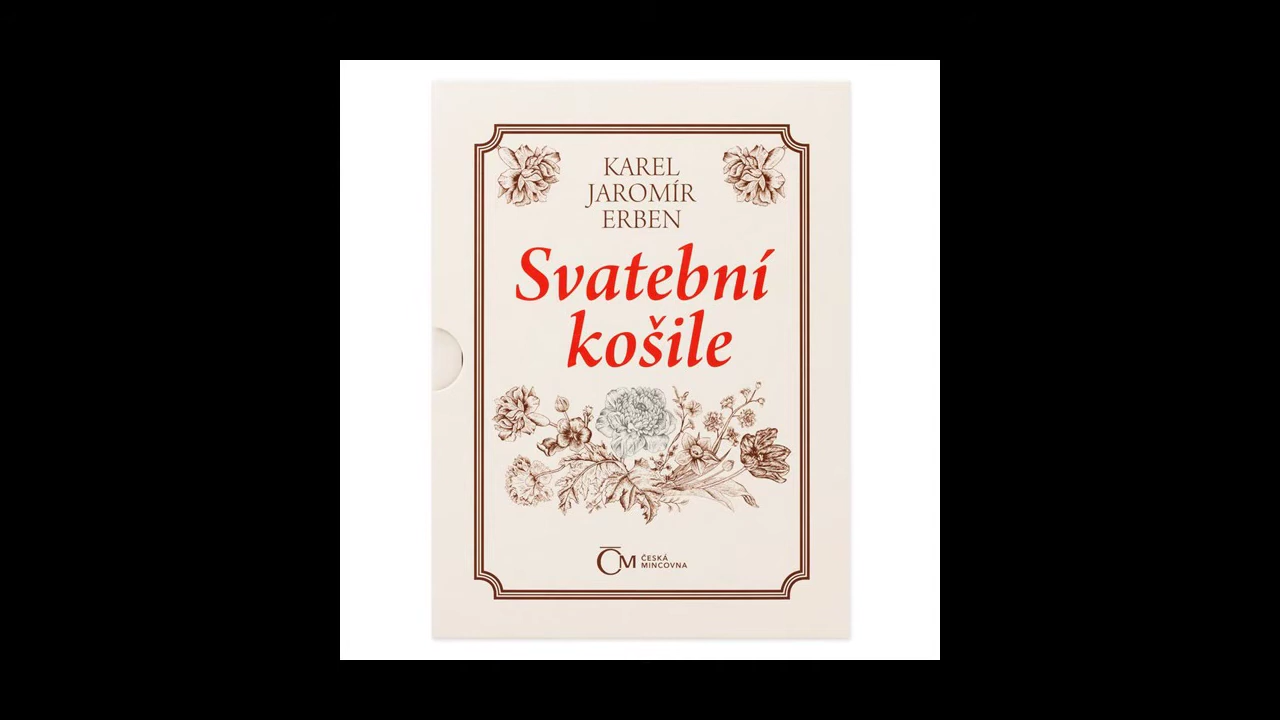 KAREL
JAROMÍR
ERBEN
Svatební
košile
ČM ČESKÁ
MINCOVNA